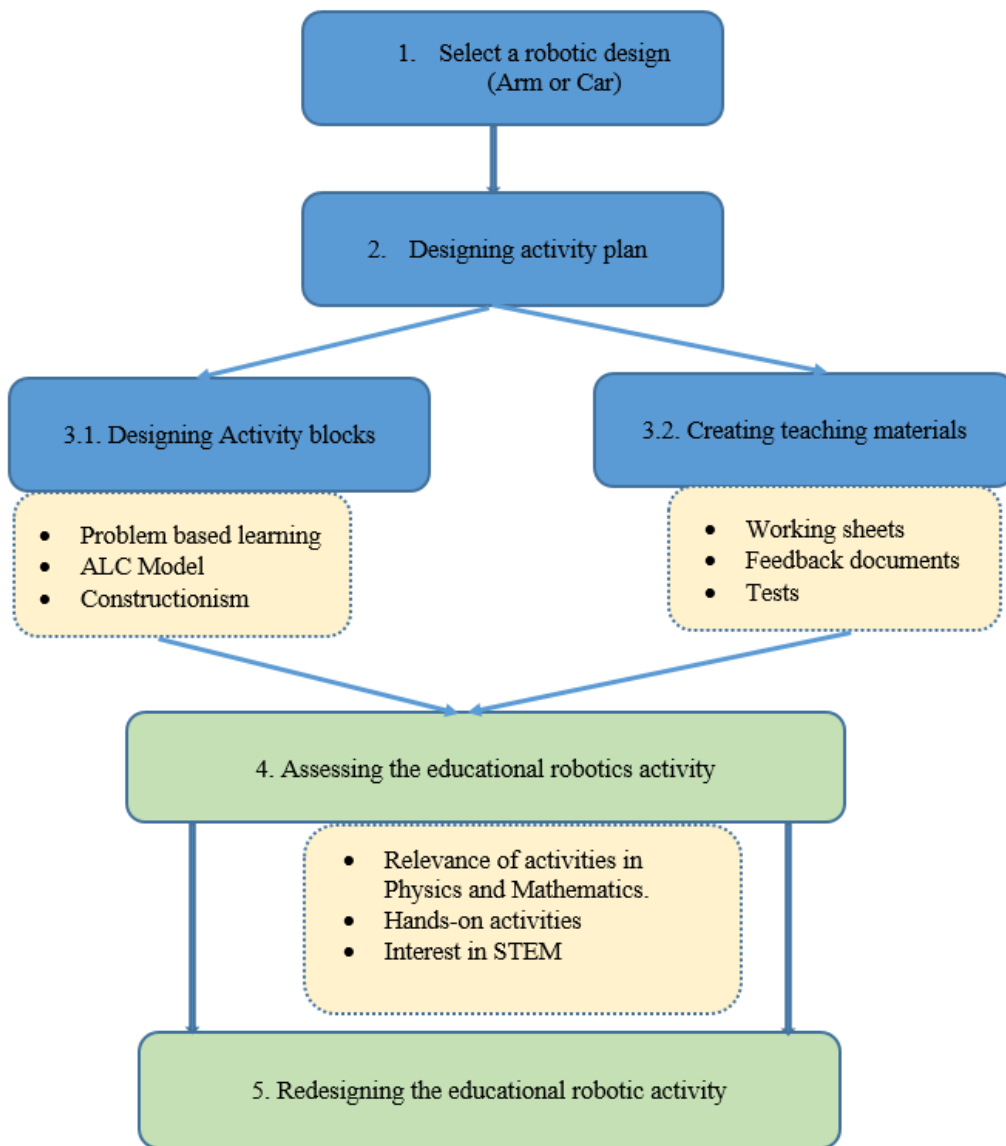 1. Select a robotic design
(Arm or Car)
2. Designing activity plan
3.1. Designing Activity blocks
• Problem based learning
• ALC Model
• Constructionism
3.2. Creating teaching materials
• Working sheets
• Feedback documents
• Tests
4. Assessing the educational robotics activity
• Relevance of activities in
Physics and Mathematics.
• Hands-on activities
• Interest in STEM
5. Redesigning the educational robotic activity